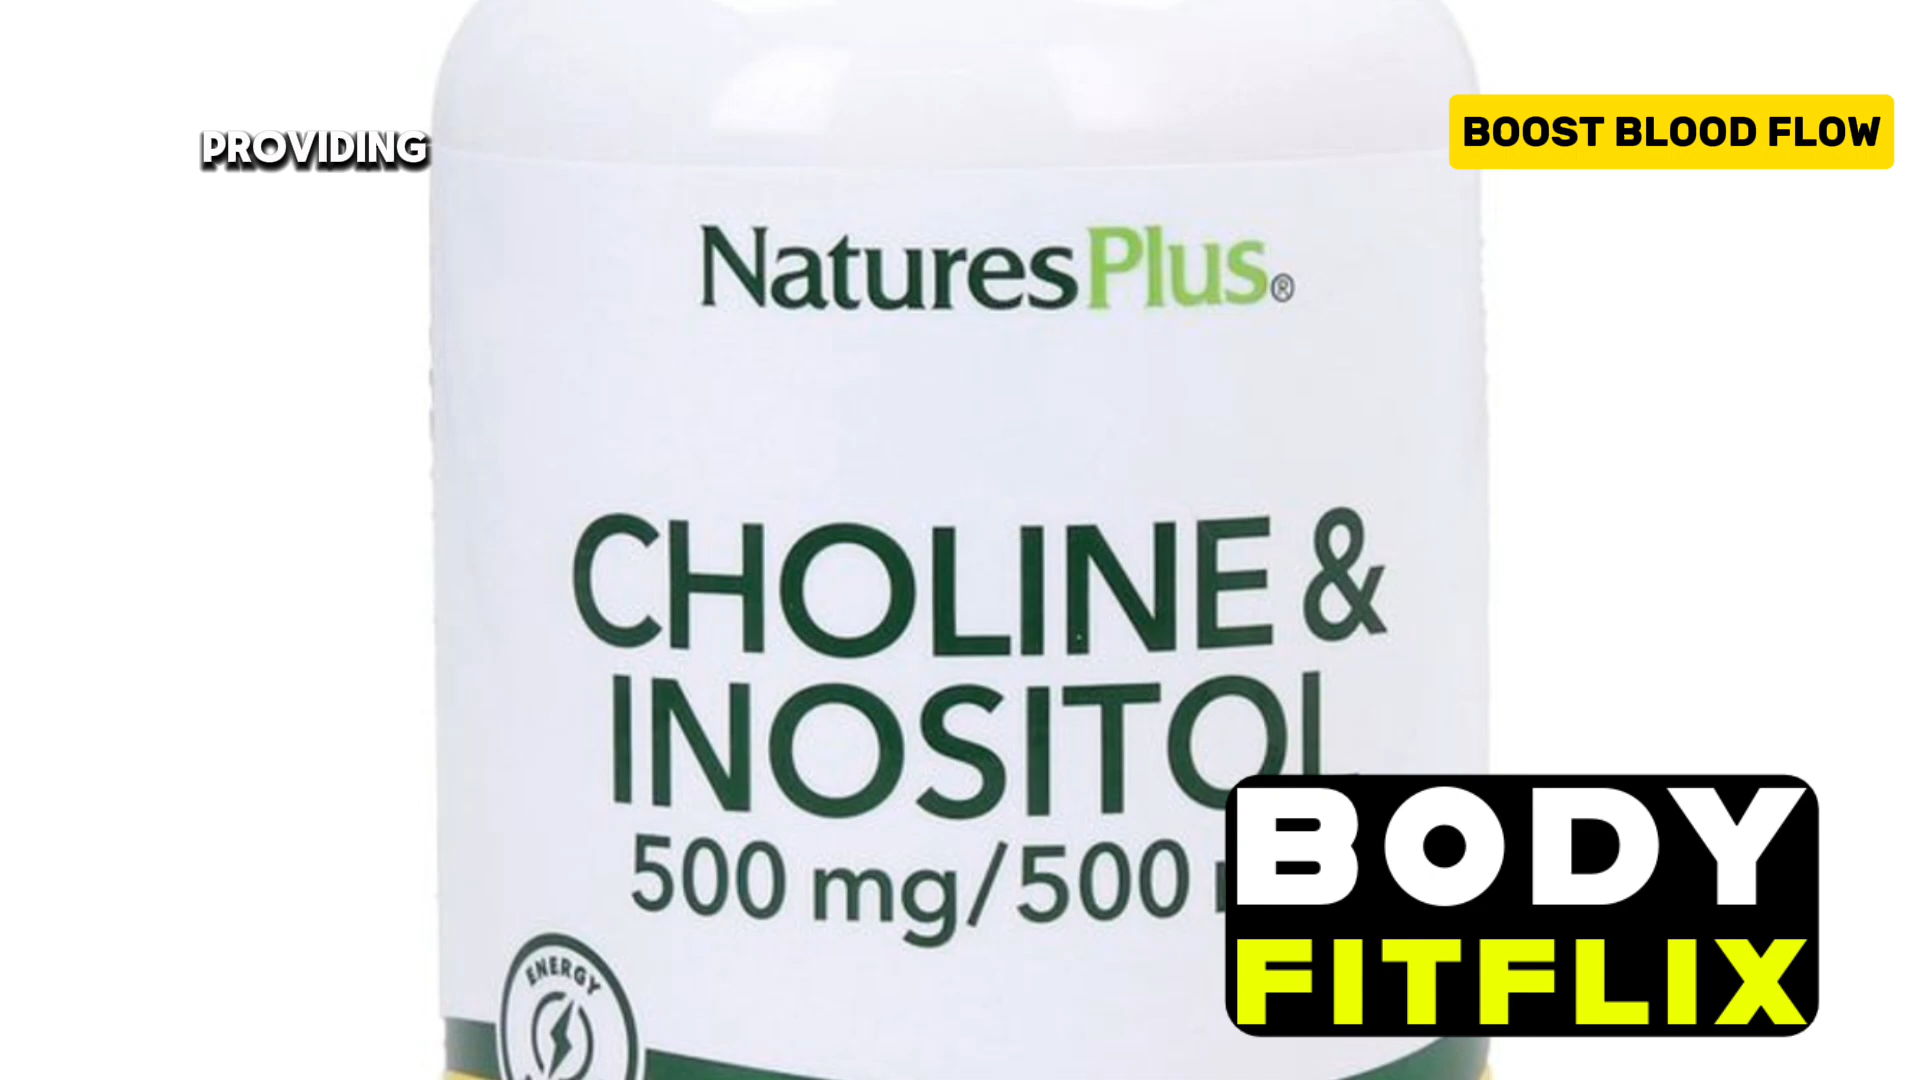 PROVIDING
BOOST BLOOD FLOW
NaturesPlus®
CHOLINE &
INOSITOL
500 mg/500
BODY
FITFLIX
ENERGY